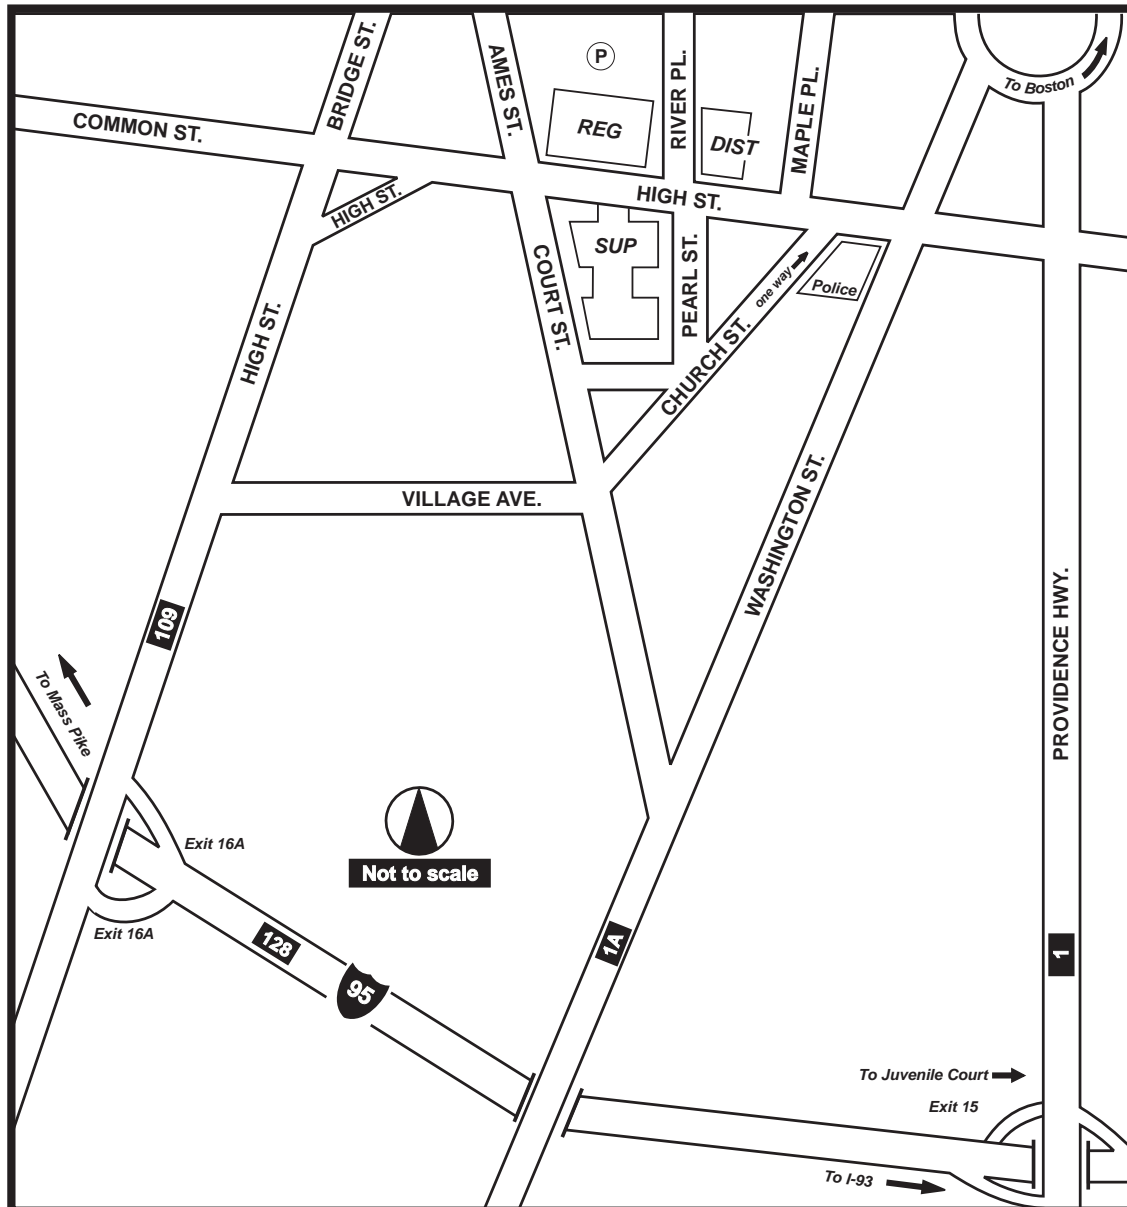 BRIDGE ST.
AMES ST.
P
RIVER PL.
MAPLE PL.
To Boston
COMMON ST.
REG
DIST
HIGH ST.
HIGH ST.
SUP
COURT ST.
PEARL ST.
one way
Police
HIGH ST.
CHURCH ST.
VILLAGE AVE.
WASHINGTON ST.
109
PROVIDENCE HWY.
To Mass Pike
Exit 16A
Not to scale
Exit 16A
128
95
1A
1
To Juvenile Court
Exit 15
To I-93